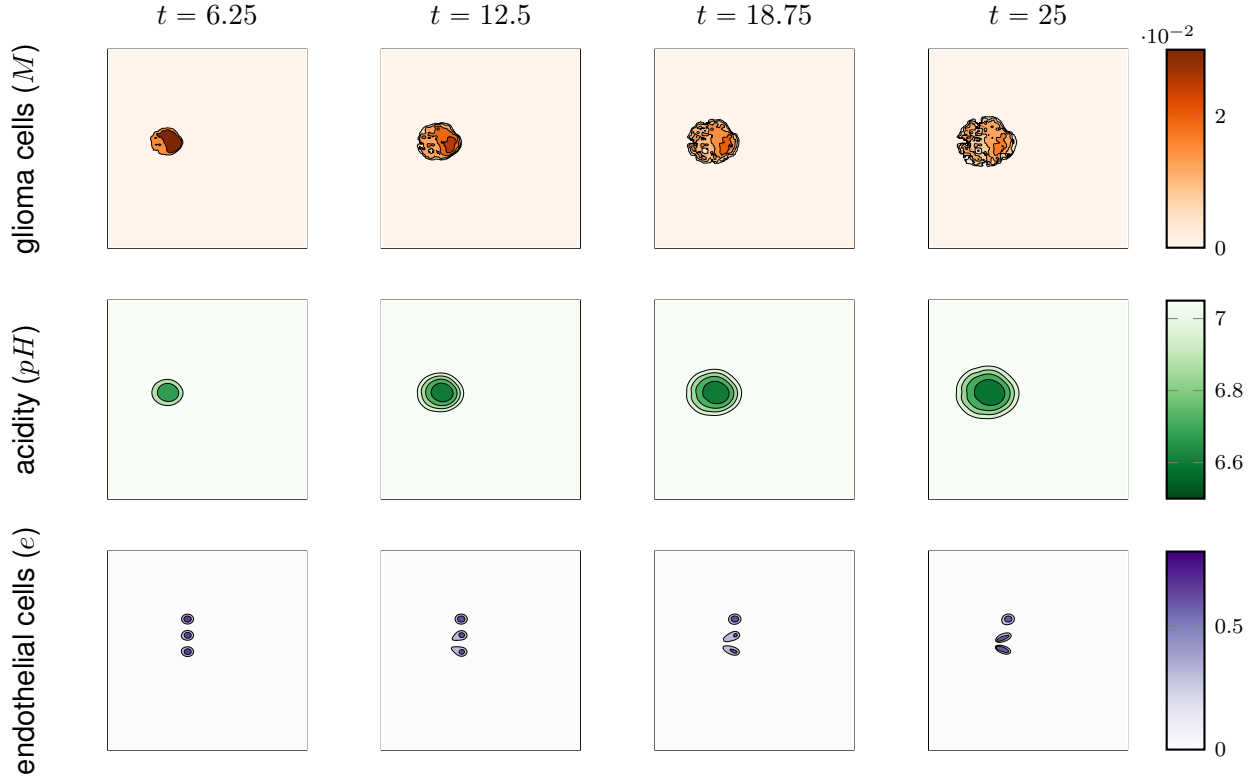 t = 6.25
t = 12.5
t = 18.75
t = 25
glioma cells (M)
·10⁻²
2
0
acidity (pH)
7
6.8
6.6
endothelial cells (e)
0.5
0